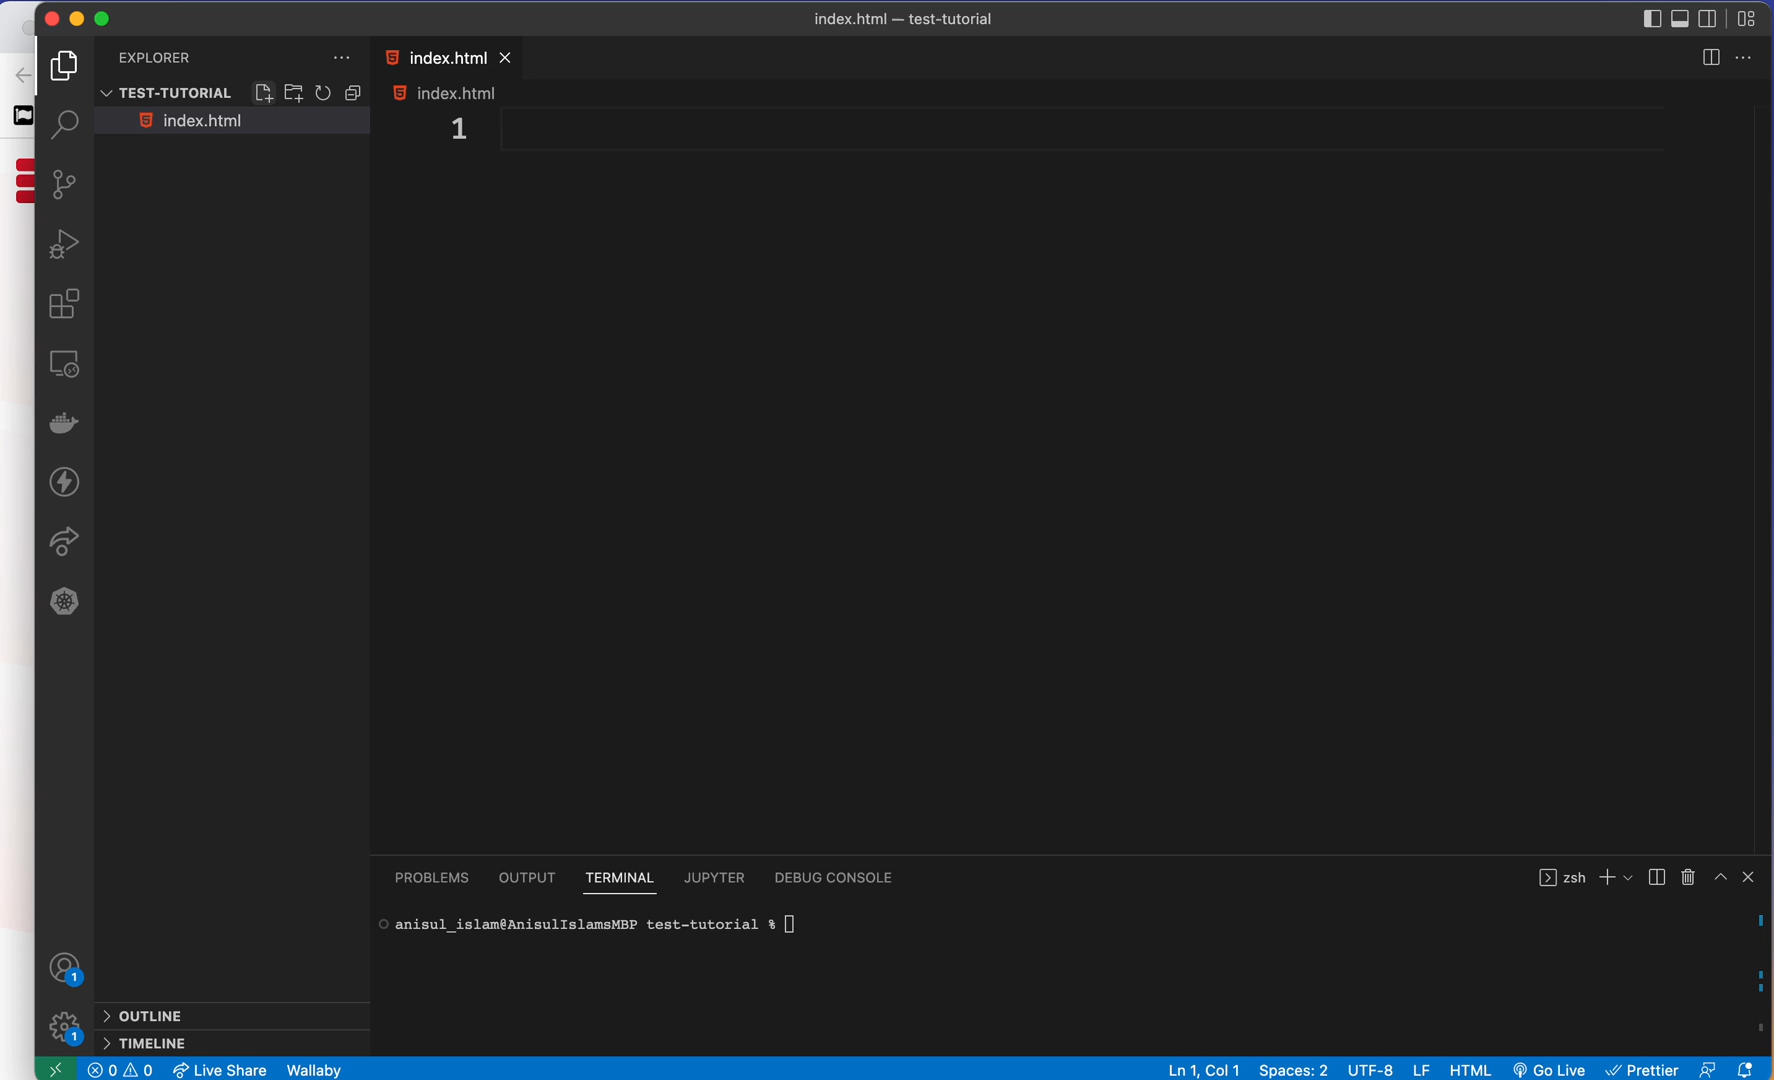 index.html — test-tutorial
EXPLORER
index.html
TEST-TUTORIAL
index.html
index.html
1
PROBLEMS OUTPUT TERMINAL JUPYTER DEBUG CONSOLE
zsh
anisul_islam@AnisulIslamsMBP test-tutorial %
1
OUTLINE
1
TIMELINE
0 0 Live Share Wallaby Ln 1, Col 1 Spaces: 2 UTF-8 LF HTML Go Live Prettier